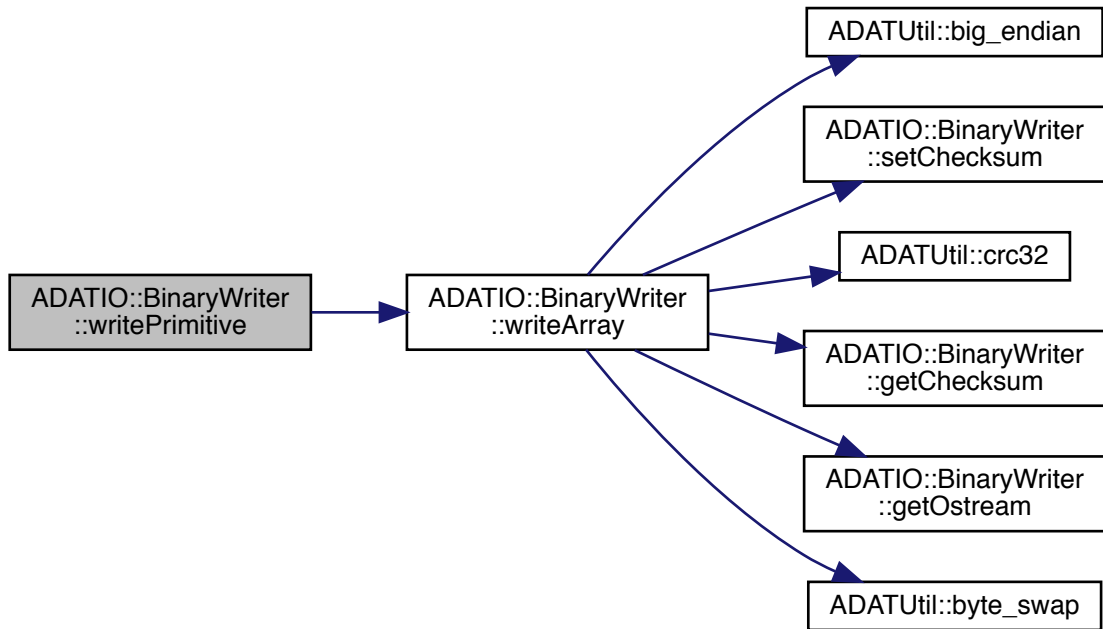 ADATUtil::big_endian
ADATIO::BinaryWriter
::setChecksum
ADATUtil::crc32
ADATIO::BinaryWriter
::writePrimitive
ADATIO::BinaryWriter
::writeArray
ADATIO::BinaryWriter
::getChecksum
ADATIO::BinaryWriter
::getOstream
ADATUtil::byte_swap